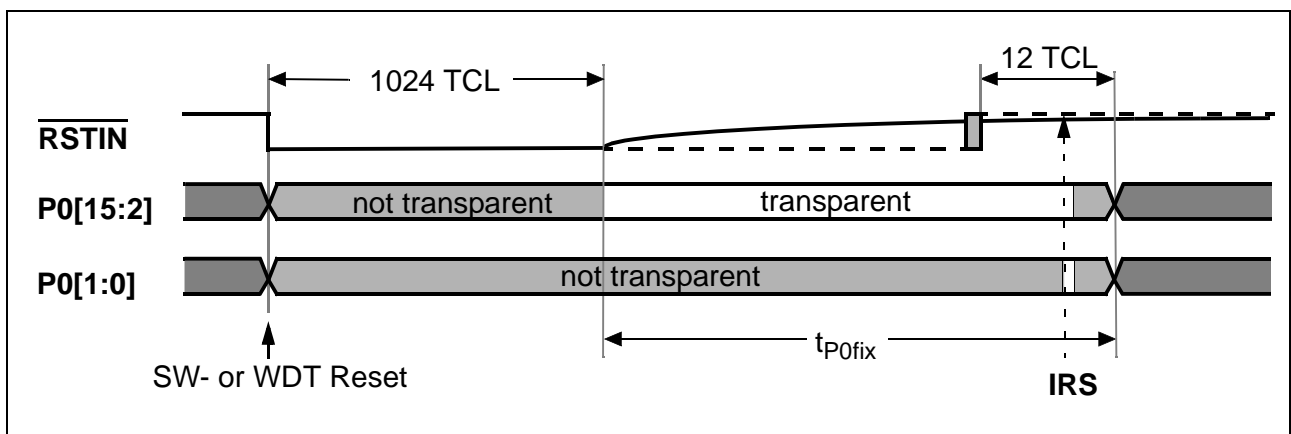 12 TCL
1024 TCL
RSTIN
P0[15:2]
not transparent
transparent
P0[1:0]
not transparent
tP0fix
SW- or WDT Reset
IRS